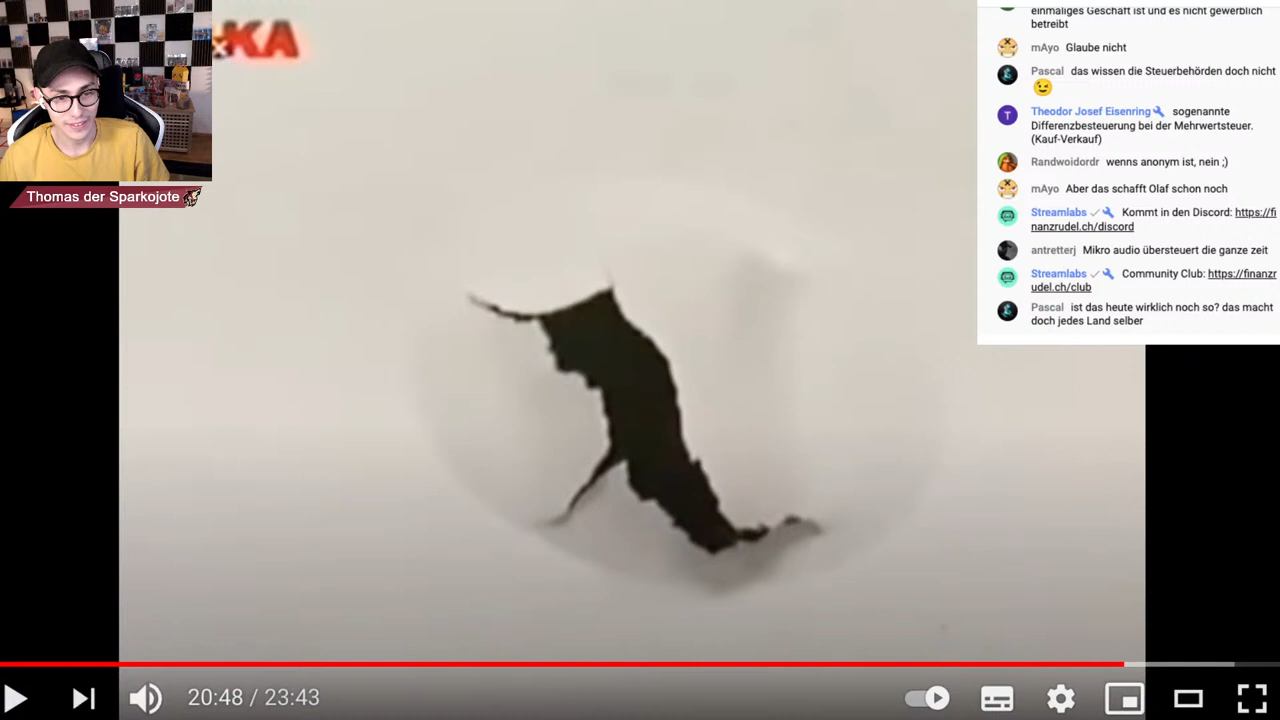 KA
Thomas der Sparkojote
einmaliges Geschäft ist und es nicht gewerblich
betreibt
mAyo Glaube nicht
Pascal das wissen die Steuerbehörden doch nicht
😉
Theodor Josef Eisenring sogenannte
Differenzbesteuerung bei der Mehrwertsteuer.
(Kauf-Verkauf)
Randwoidordr wenns anonym ist, nein ;)
mAyo Aber das schafft Olaf schon noch
Streamlabs Kommt in den Discord: https://fi
nanzrudel.ch/discord
antretterj Mikro audio übersteuert die ganze zeit
Streamlabs Community Club: https://finanz
rudel.ch/club
Pascal ist das heute wirklich noch so? das macht
doch jedes Land selber
20:48 / 23:43